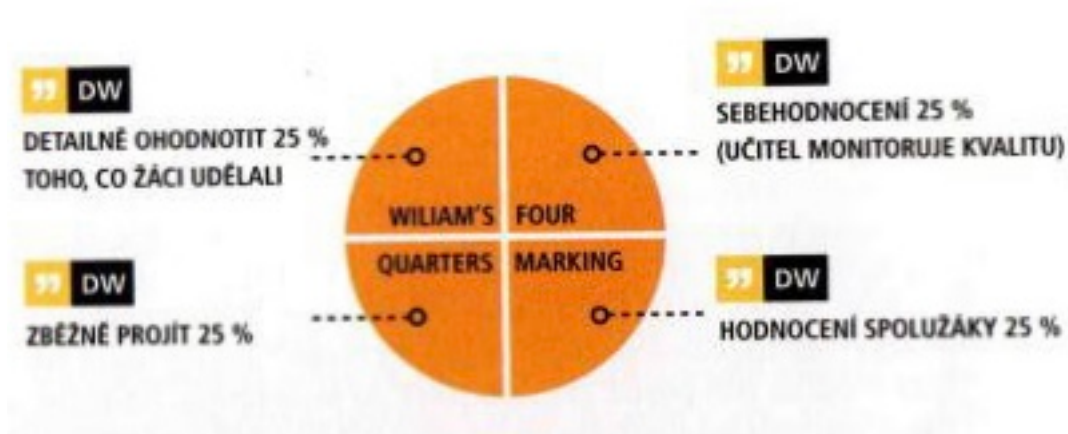 DW
DETAILNĚ OHODNOTIT 25 %
TOHO, CO ŽÁCI UDĚLALI
DW
SEBEHODNOCENÍ 25 %
(UČITEL MONITORUJE KVALITU)
WILIAM'S FOUR
QUARTERS MARKING
DW
ZBĚŽNĚ PROJÍT 25 %
DW
HODNOCENÍ SPOLUŽÁKY 25 %